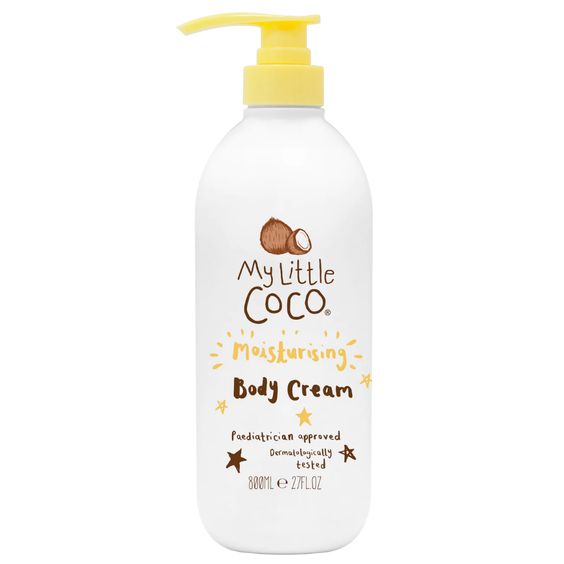 My Little
Coco®
Moisturising
Body Cream
Paediatrician approved
Dermatologically
tested
800ML ℮ 27FL.OZ